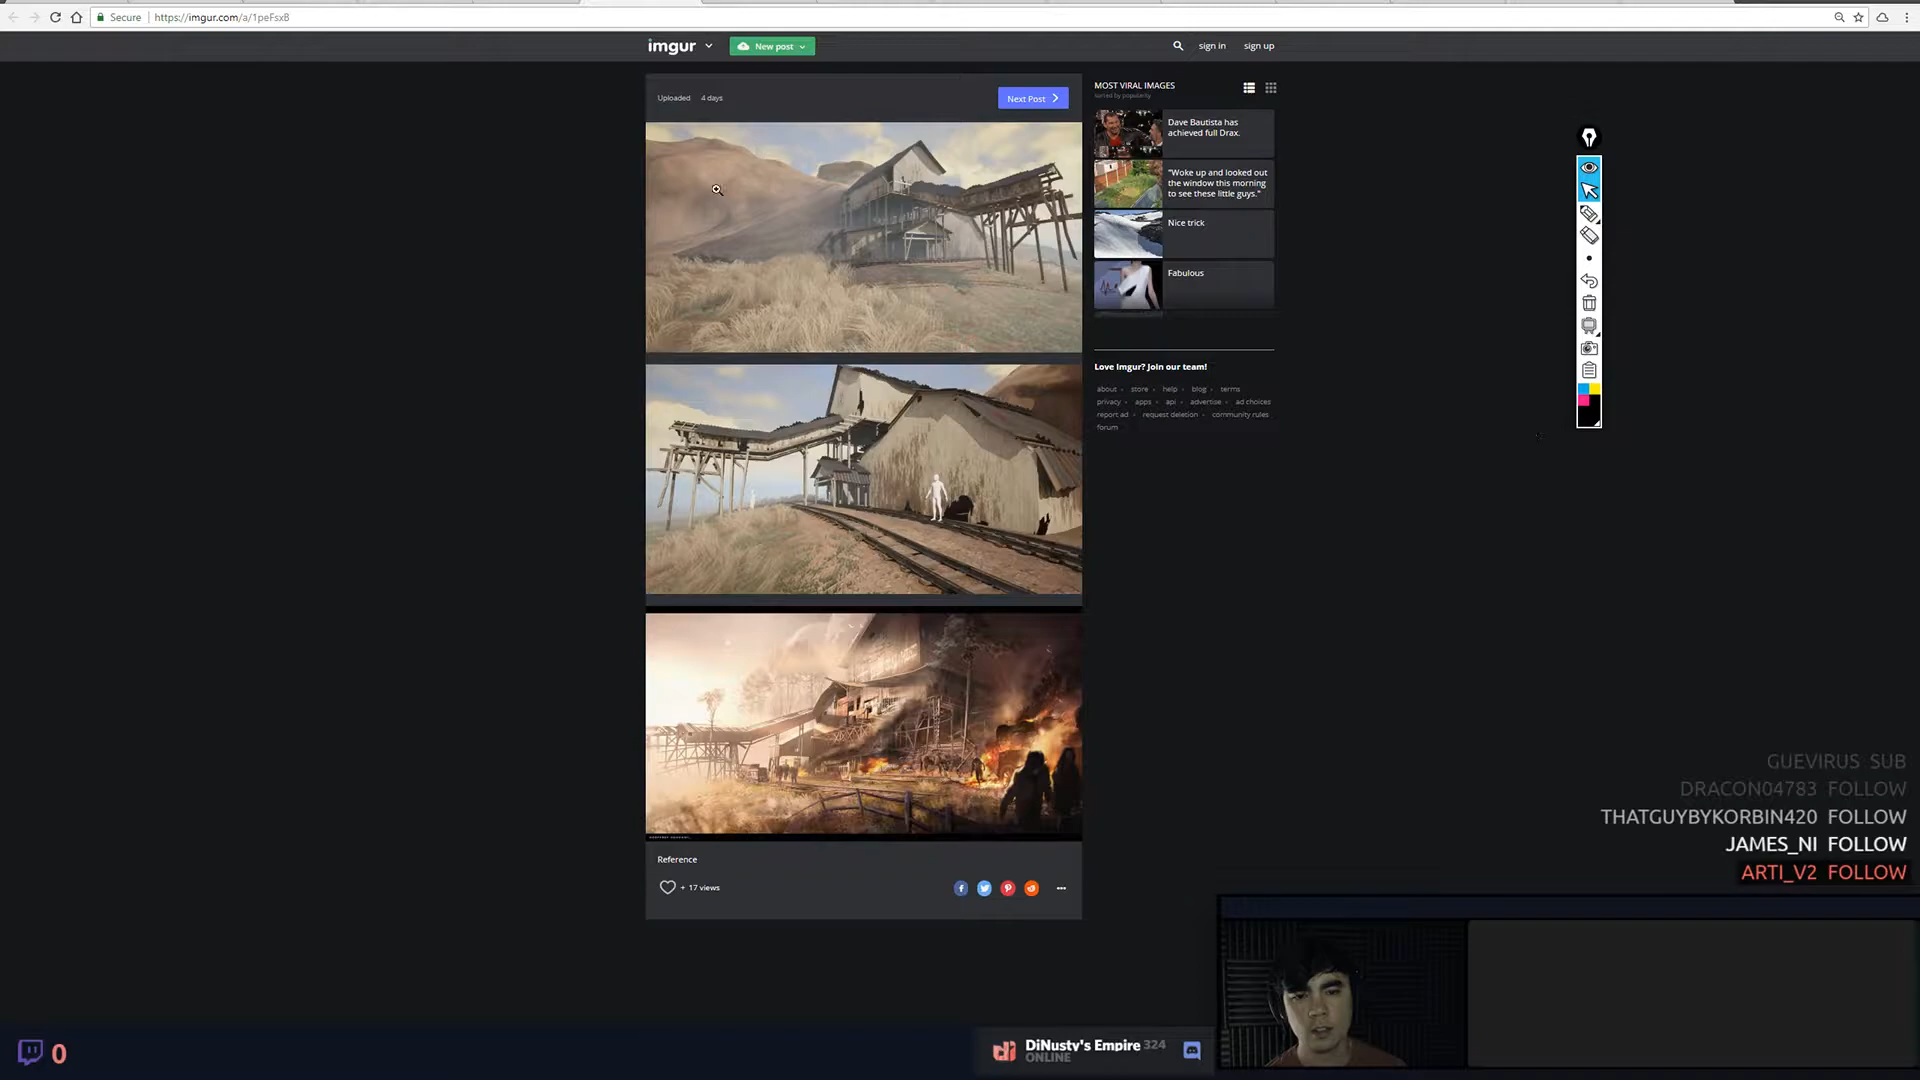 Secure
https://imgur.com/a/1peFsxB
imgur
New post
sign in
sign up
Uploaded 4 days
Next Post
MOST VIRAL IMAGES
sorted by popularity
Dave Bautista has
achieved full Drax.
"Woke up and looked out
the window this morning
to see these little guys."
Nice trick
Fabulous
Love Imgur? Join our team!
about store help blog terms
privacy apps api advertise ad choices
report ad request deletion community rules
forum
Reference
+ 17 views
GUEVIRUS SUB
DRACON04783 FOLLOW
THATGUYBYKORBIN420 FOLLOW
JAMES_NI FOLLOW
ARTI_V2 FOLLOW
0
DiNusty's Empire 324
ONLINE